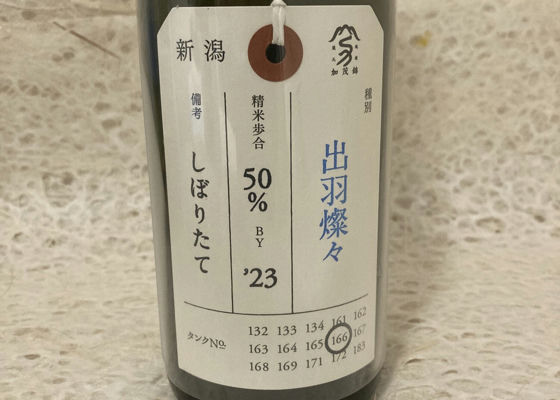 新潟
加茂錦
種別
出羽燦々
精米歩合
50%
BY
’23
備考
しぼりたて
タンクNo.
132 133 134 161 162
163 164 165 166 167
168 169 171 172 183